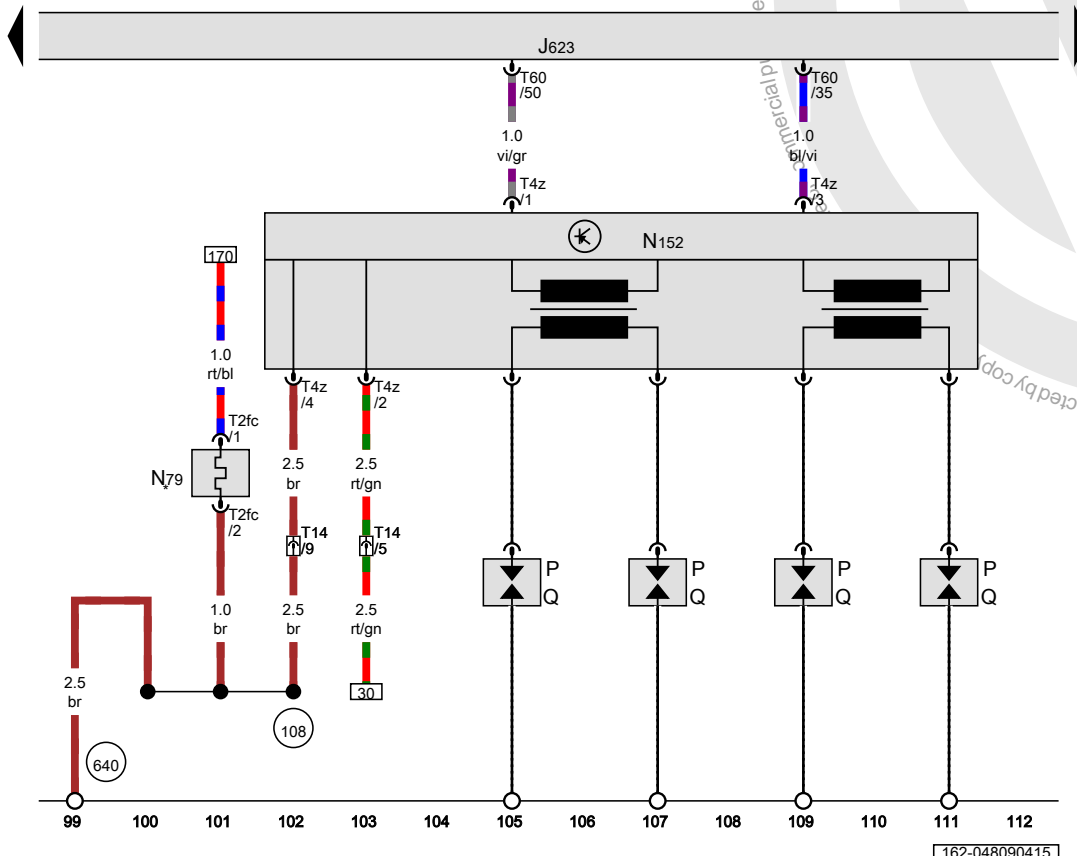 J623
T60
/50
T60
/35
1.0
vi/gr
1.0
bl/vi
T4z
/1
T4z
/3
N152
170
1.0
rt/bl
T2fc
/1
N79
*
T2fc
/2
T4z
/4
T4z
/2
2.5
br
2.5
rt/gn
T14
/9
T14
/5
P
Q
P
Q
P
Q
P
Q
1.0
br
2.5
br
2.5
rt/gn
2.5
br
30
108
640
99 100 101 102 103 104 105 106 107 108 109 110 111 112
162-048090415
cted by copy